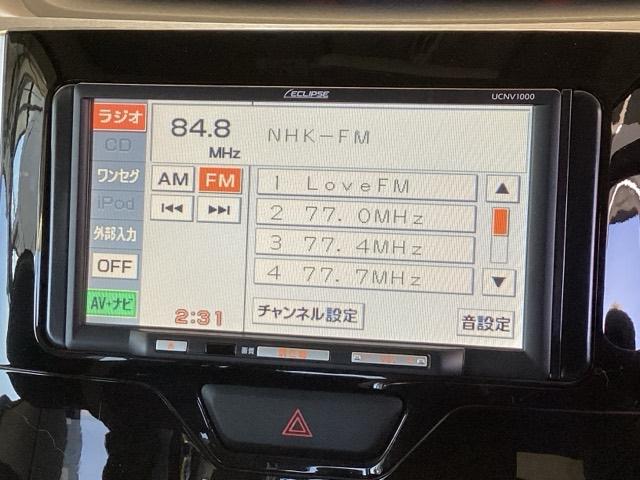 ECLIPSE
UCNV1000
ラジオ
CD
ワンセグ
iPod
外部入力
OFF
AV・ナビ
84.8
MHz
NHK-FM
AM
FM
1 LoveFM
2 77.0MHz
3 77.4MHz
4 77.7MHz
2:31
チャンネル設定
音設定
画質